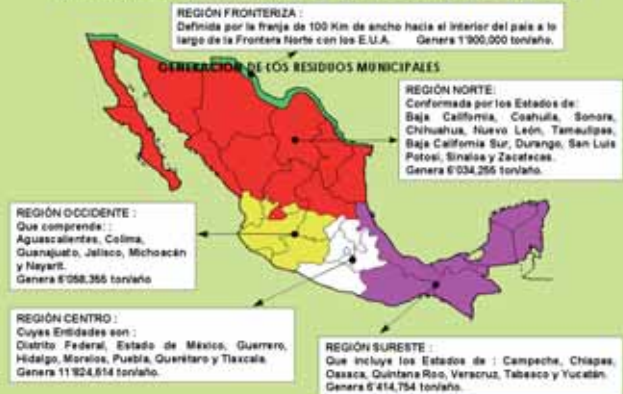 REGIÓN FRONTERIZA :
Definida por la franja de 100 Km de ancho hacia el interior del país a lo
largo de la Frontera Norte con los E.U.A. Genera 1'900,000 ton/año.
GENERACIÓN DE LOS RESIDUOS MUNICIPALES
REGIÓN NORTE:
Conformada por los Estados de:
Baja California, Coahuila, Sonora,
Chihuahua, Nuevo León, Tamaulipas,
Baja California Sur, Durango, San Luis
Potosí, Sinaloa y Zacatecas.
Genera 6'034,255 ton/año.
REGIÓN OCCIDENTE :
Que comprende: :
Aguascalientes, Colima,
Guanajuato, Jalisco, Michoacán
y Nayarit.
Genera 6'058,355 ton/año
REGIÓN CENTRO :
Cuyas Entidades son :
Distrito Federal, Estado de México, Guerrero,
Hidalgo, Morelos, Puebla, Querétaro y Tlaxcala.
Genera 11'924,614 ton/año.
REGIÓN SURESTE :
Que incluye los Estados de : Campeche, Chiapas,
Oaxaca, Quintana Roo, Veracruz, Tabasco y Yucatán.
Genera 6'414,754 ton/año.